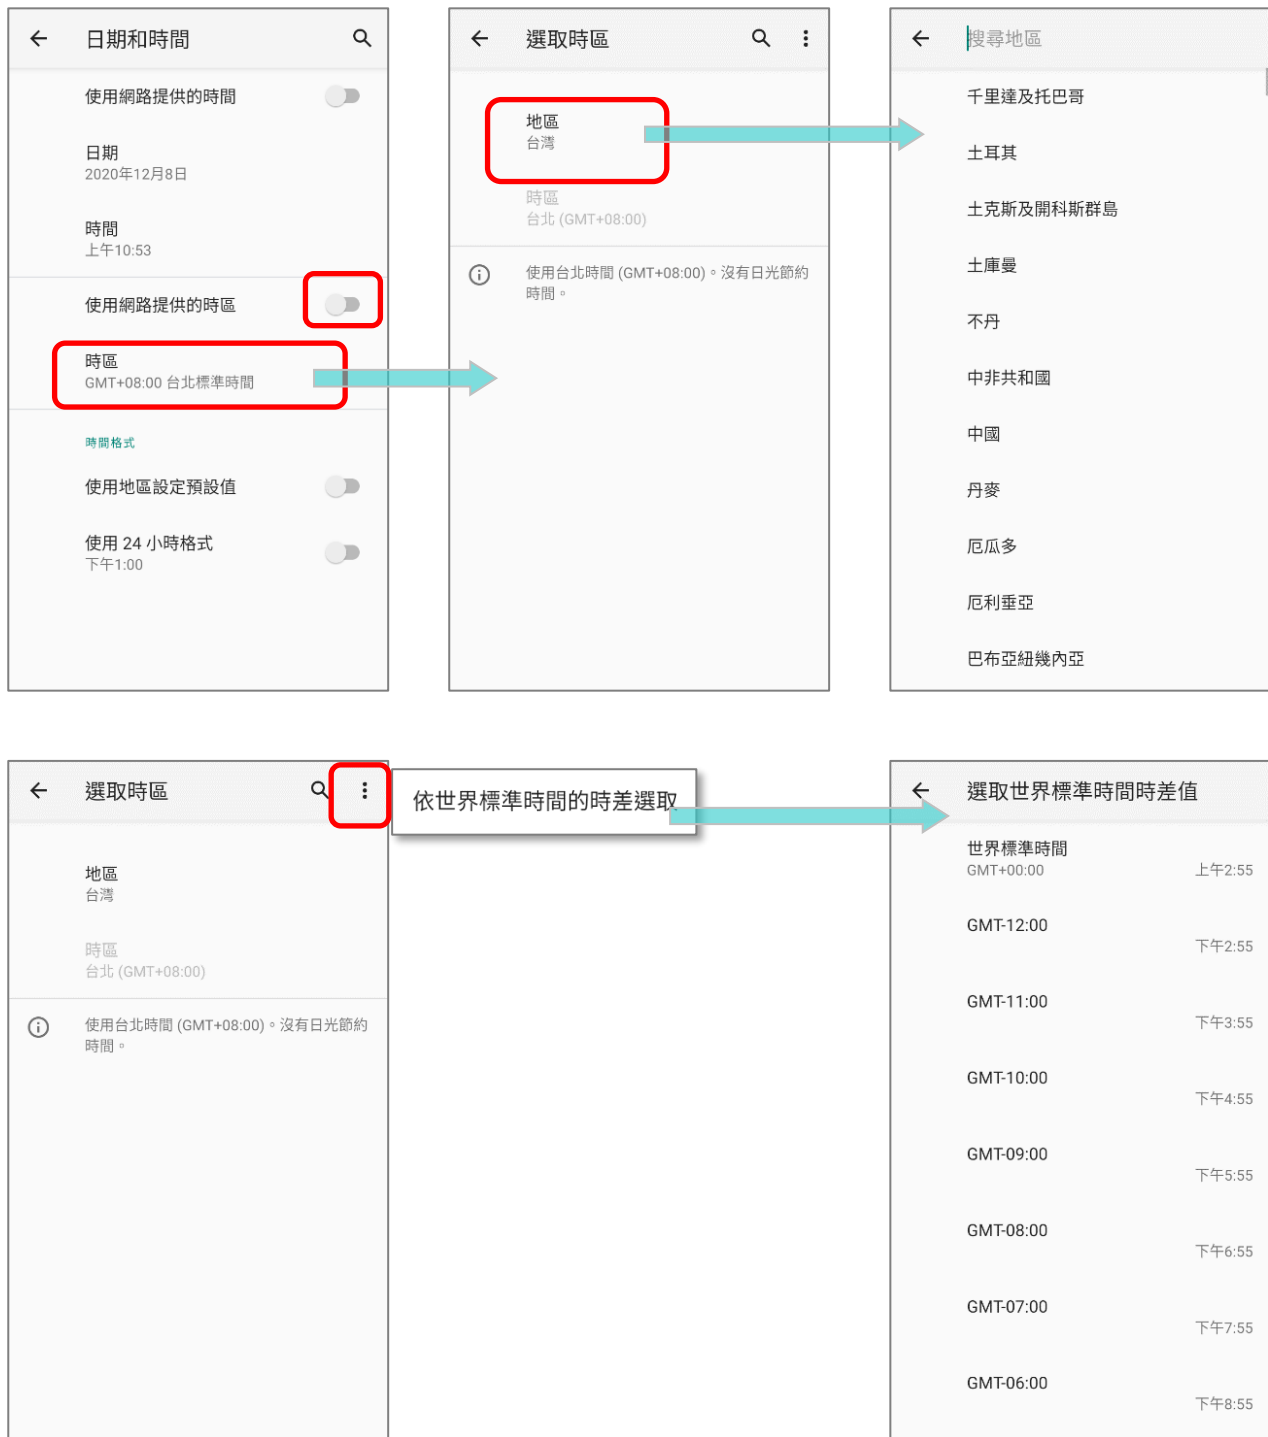 日期和時間
使用網路提供的時間
日期
2020年12月8日
時間
上午10:53
使用網路提供的時區
時區
GMT+08:00 台北標準時間
時間格式
使用地區設定預設值
使用 24 小時格式
下午1:00
選取時區
地區
台灣
時區
台北 (GMT+08:00)
使用台北時間 (GMT+08:00)。沒有日光節約
時間。
搜尋地區
千里達及托巴哥
土耳其
土克斯及開科斯群島
土庫曼
不丹
中非共和國
中國
丹麥
厄瓜多
厄利垂亞
巴布亞紐幾內亞
選取時區
地區
台灣
時區
台北 (GMT+08:00)
使用台北時間 (GMT+08:00)。沒有日光節約
時間。
依世界標準時間的時差選取
選取世界標準時間時差值
世界標準時間
GMT+00:00 上午2:55
GMT-12:00
下午2:55
GMT-11:00
下午3:55
GMT-10:00
下午4:55
GMT-09:00
下午5:55
GMT-08:00
下午6:55
GMT-07:00
下午7:55
GMT-06:00
下午8:55